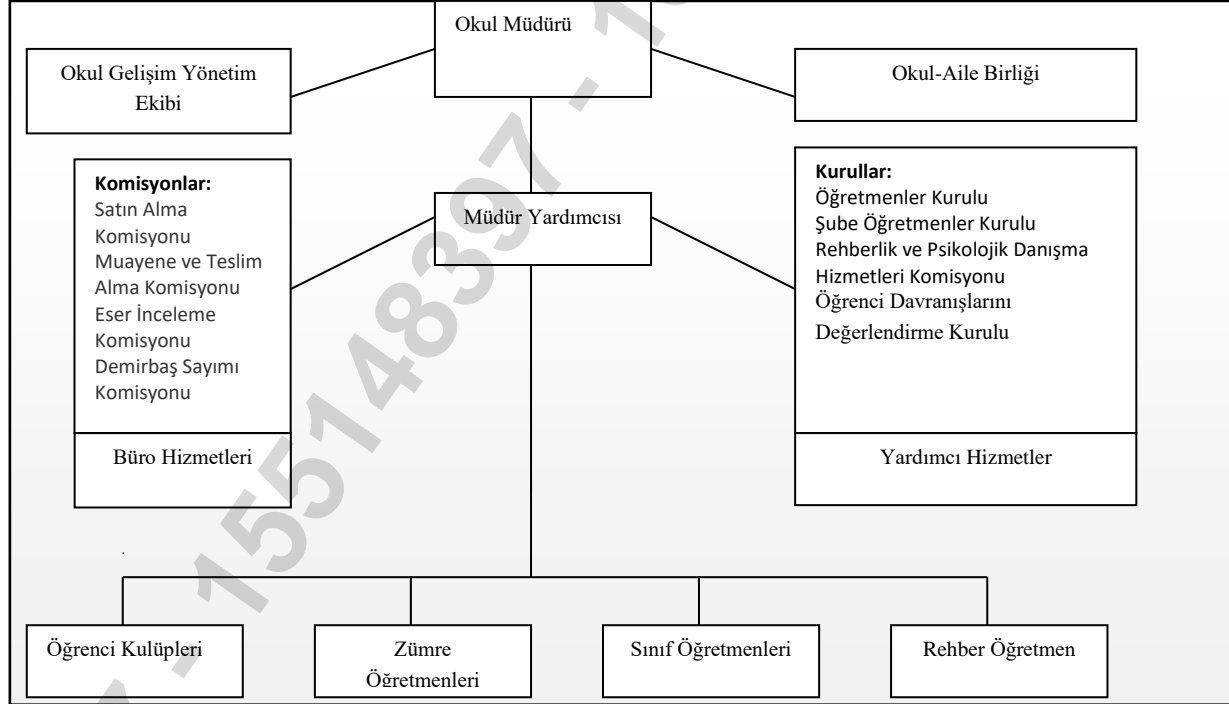 Okul Müdürü
Okul Gelişim Yönetim
Ekibi
Okul-Aile Birliği
Komisyonlar:
Satın Alma
Komisyonu
Muayene ve Teslim
Alma Komisyonu
Eser İnceleme
Komisyonu
Demirbaş Sayımı
Komisyonu
Müdür Yardımcısı
Kurullar:
Öğretmenler Kurulu
Şube Öğretmenler Kurulu
Rehberlik ve Psikolojik Danışma
Hizmetleri Komisyonu
Öğrenci Davranışlarını
Değerlendirme Kurulu
Büro Hizmetleri
Yardımcı Hizmetler
Öğrenci Kulüpleri
Zümre
Öğretmenleri
Sınıf Öğretmenleri
Rehber Öğretmen
- 155148397 -